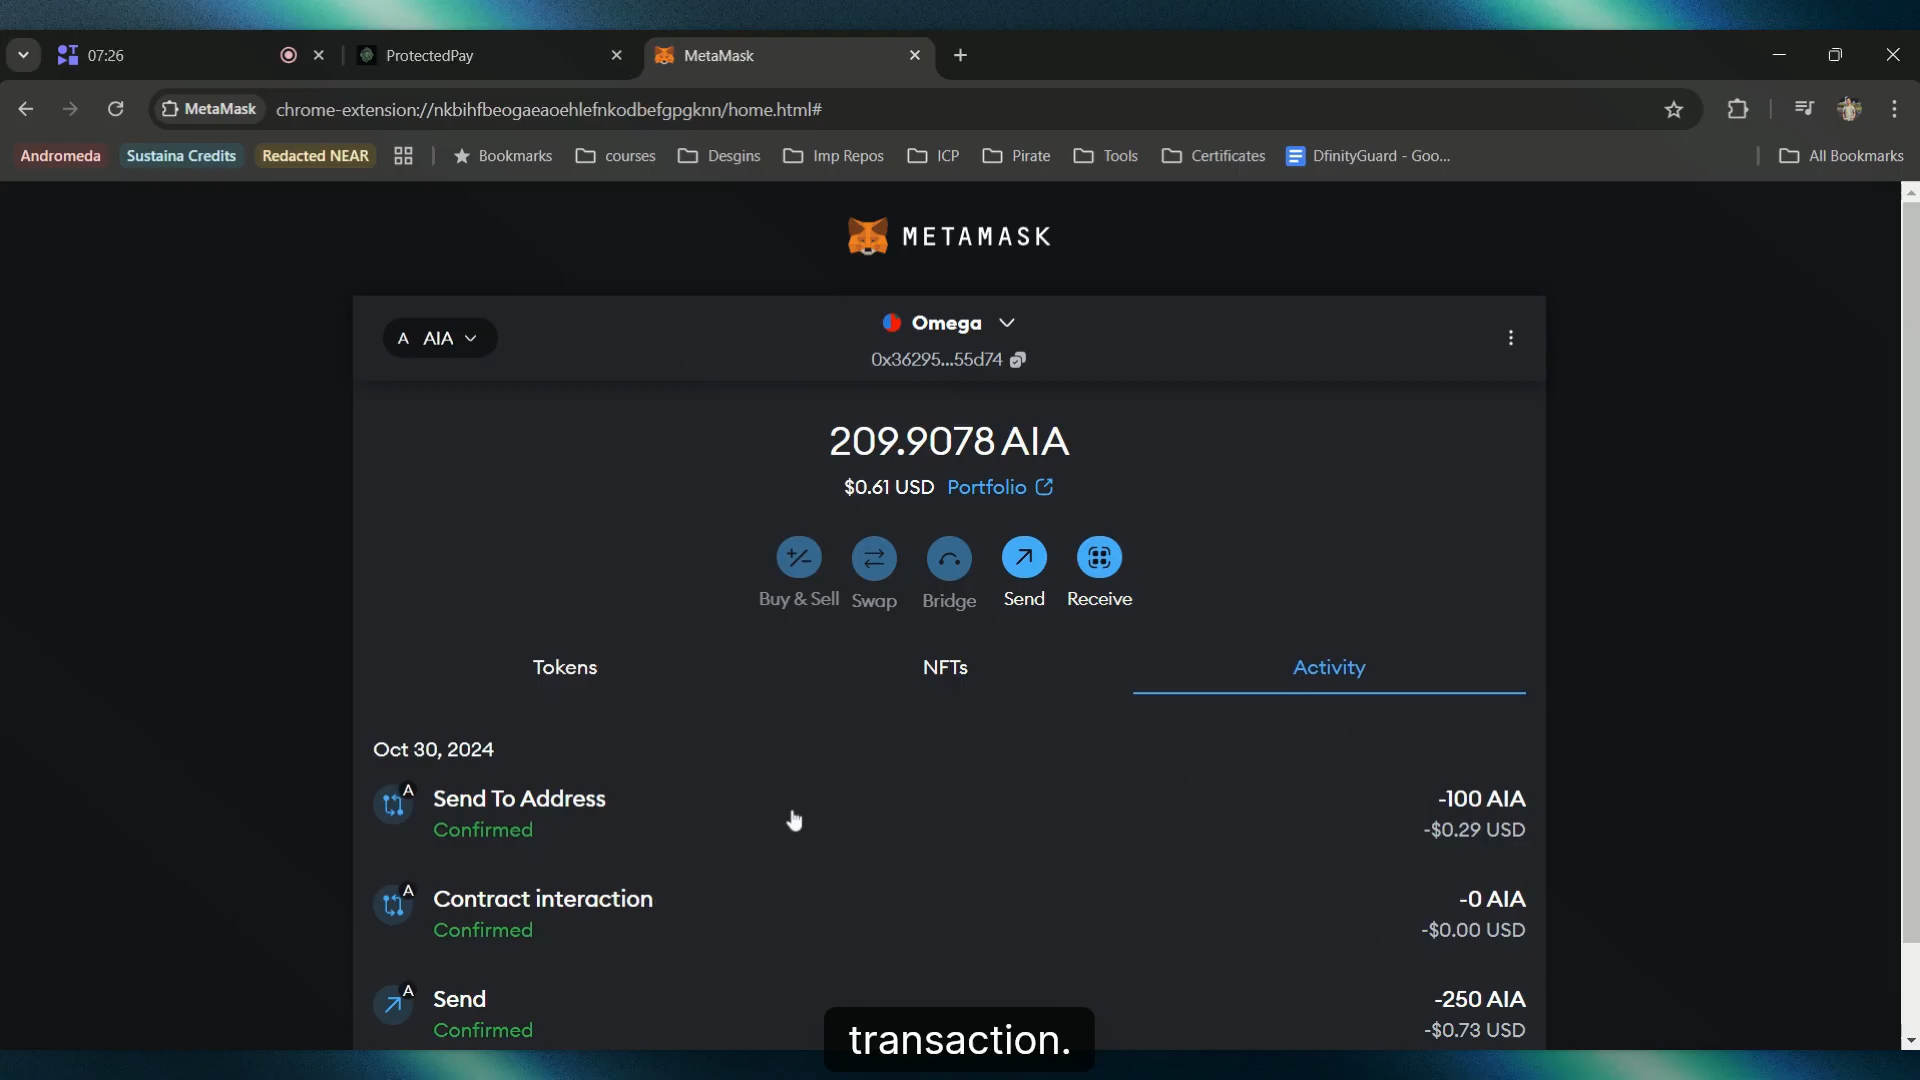 07:26
ProtectedPay
MetaMask
MetaMask
chrome-extension://nkbihfbeogaeaoehlefnkodbefgpgknn/home.html#
Andromeda
Sustaina Credits
Redacted NEAR
Bookmarks
courses
Desgins
Imp Repos
ICP
Pirate
Tools
Certificates
DfinityGuard - Goo...
All Bookmarks
METAMASK
A AIA
Omega
0x36295...55d74
209.9078 AIA
$0.61 USD Portfolio
Buy & Sell
Swap
Bridge
Send
Receive
Tokens
NFTs
Activity
Oct 30, 2024
A
Send To Address
-100 AIA
Confirmed
-$0.29 USD
A
Contract interaction
-0 AIA
Confirmed
-$0.00 USD
A
Send
-250 AIA
Confirmed
-$0.73 USD
transaction.